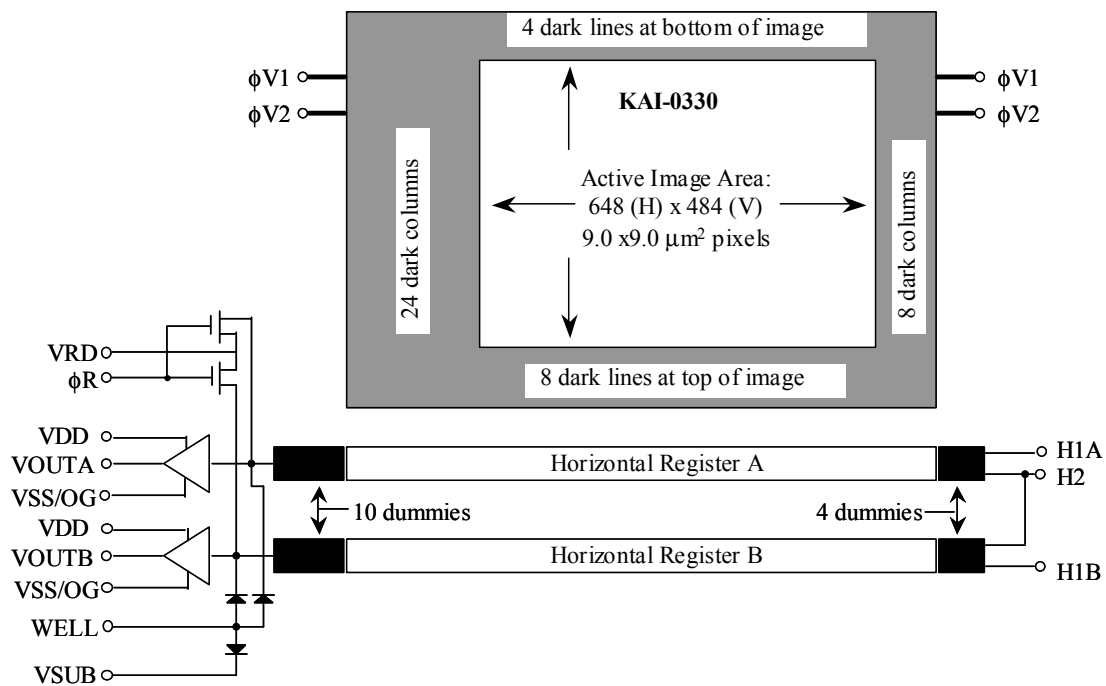 4 dark lines at bottom of image
ϕV1
ϕV2
KAI-0330
ϕV1
ϕV2
24 dark columns
Active Image Area:
648 (H) x 484 (V)
9.0 x9.0 μm² pixels
8 dark columns
VRD
ϕR
8 dark lines at top of image
VDD
VOUTA
VSS/OG
Horizontal Register A
H1A
H2
10 dummies
4 dummies
VDD
VOUTB
VSS/OG
Horizontal Register B
H1B
WELL
VSUB